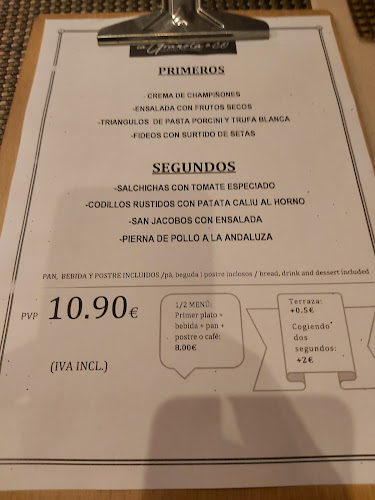 Granola & Co
PRIMEROS
-CREMA DE CHAMPIÑONES
-ENSALADA CON FRUTOS SECOS
-TRIANGULOS DE PASTA PORCINI Y TRUFA BLANCA
-FIDEOS CON SURTIDO DE SETAS
SEGUNDOS
-SALCHICHAS CON TOMATE ESPECIADO
-CODILLOS RUSTIDOS CON PATATA CALIU AL HORNO
-SAN JACOBOS CON ENSALADA
-PIERNA DE POLLO A LA ANDALUZA
PAN, BEBIDA Y POSTRE INCLUIDOS /pà, beguda i postre inclosos / bread, drink and dessert included
PVP 10.90€
(IVA INCL.)
1/2 MENÚ:
Primer plato +
bebida + pan +
postre o café:
8.00€
Terraza:
+0.5€
Cogiendo
dos
segundos:
+2€